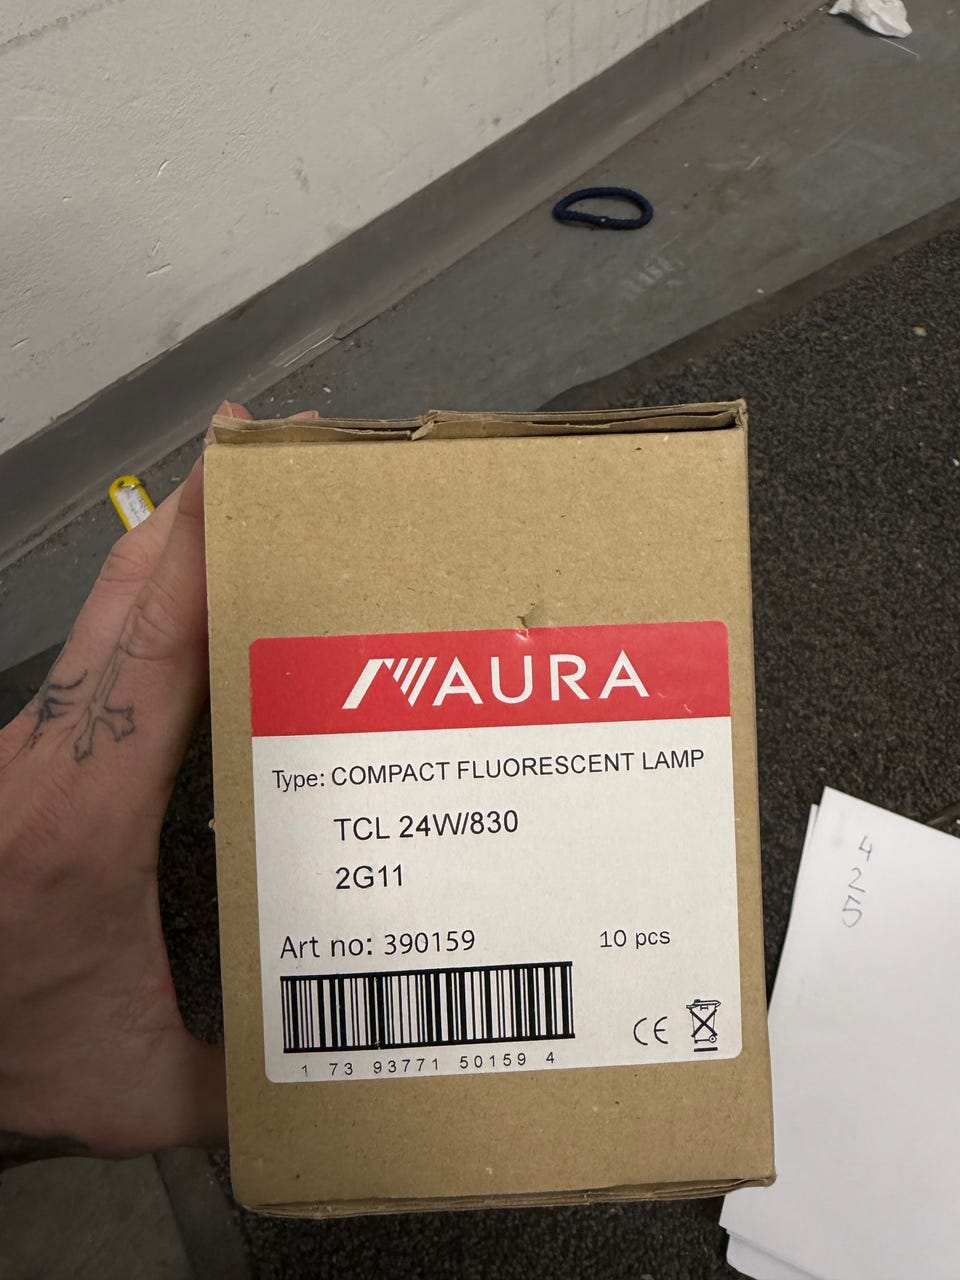 AURA
Type: COMPACT FLUORESCENT LAMP
TCL 24W/830
2G11
Art no: 390159
10 pcs
1 73 93771 50159 4
CE
4
2
5